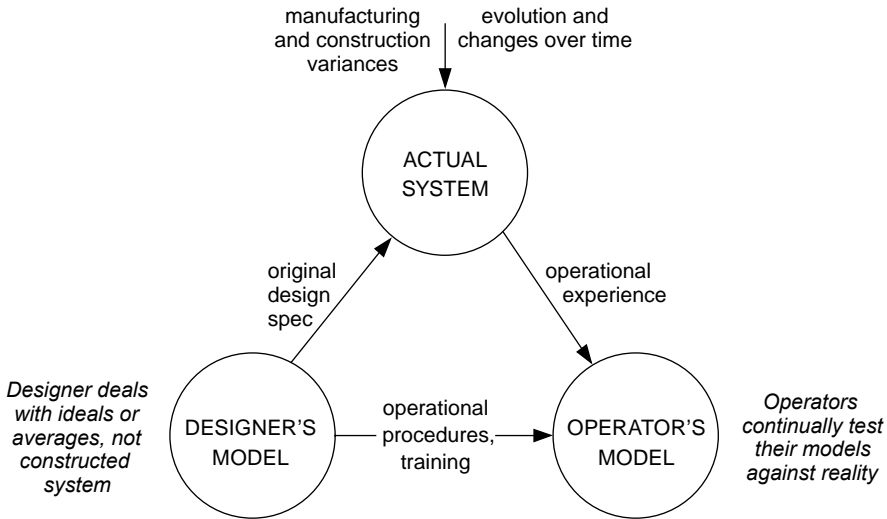 manufacturing
and construction
variances
evolution and
changes over time
ACTUAL
SYSTEM
original
design
spec
operational
experience
Designer deals
with ideals or
averages, not
constructed
system
DESIGNER'S
MODEL
operational
procedures,
training
OPERATOR'S
MODEL
Operators
continually test
their models
against reality